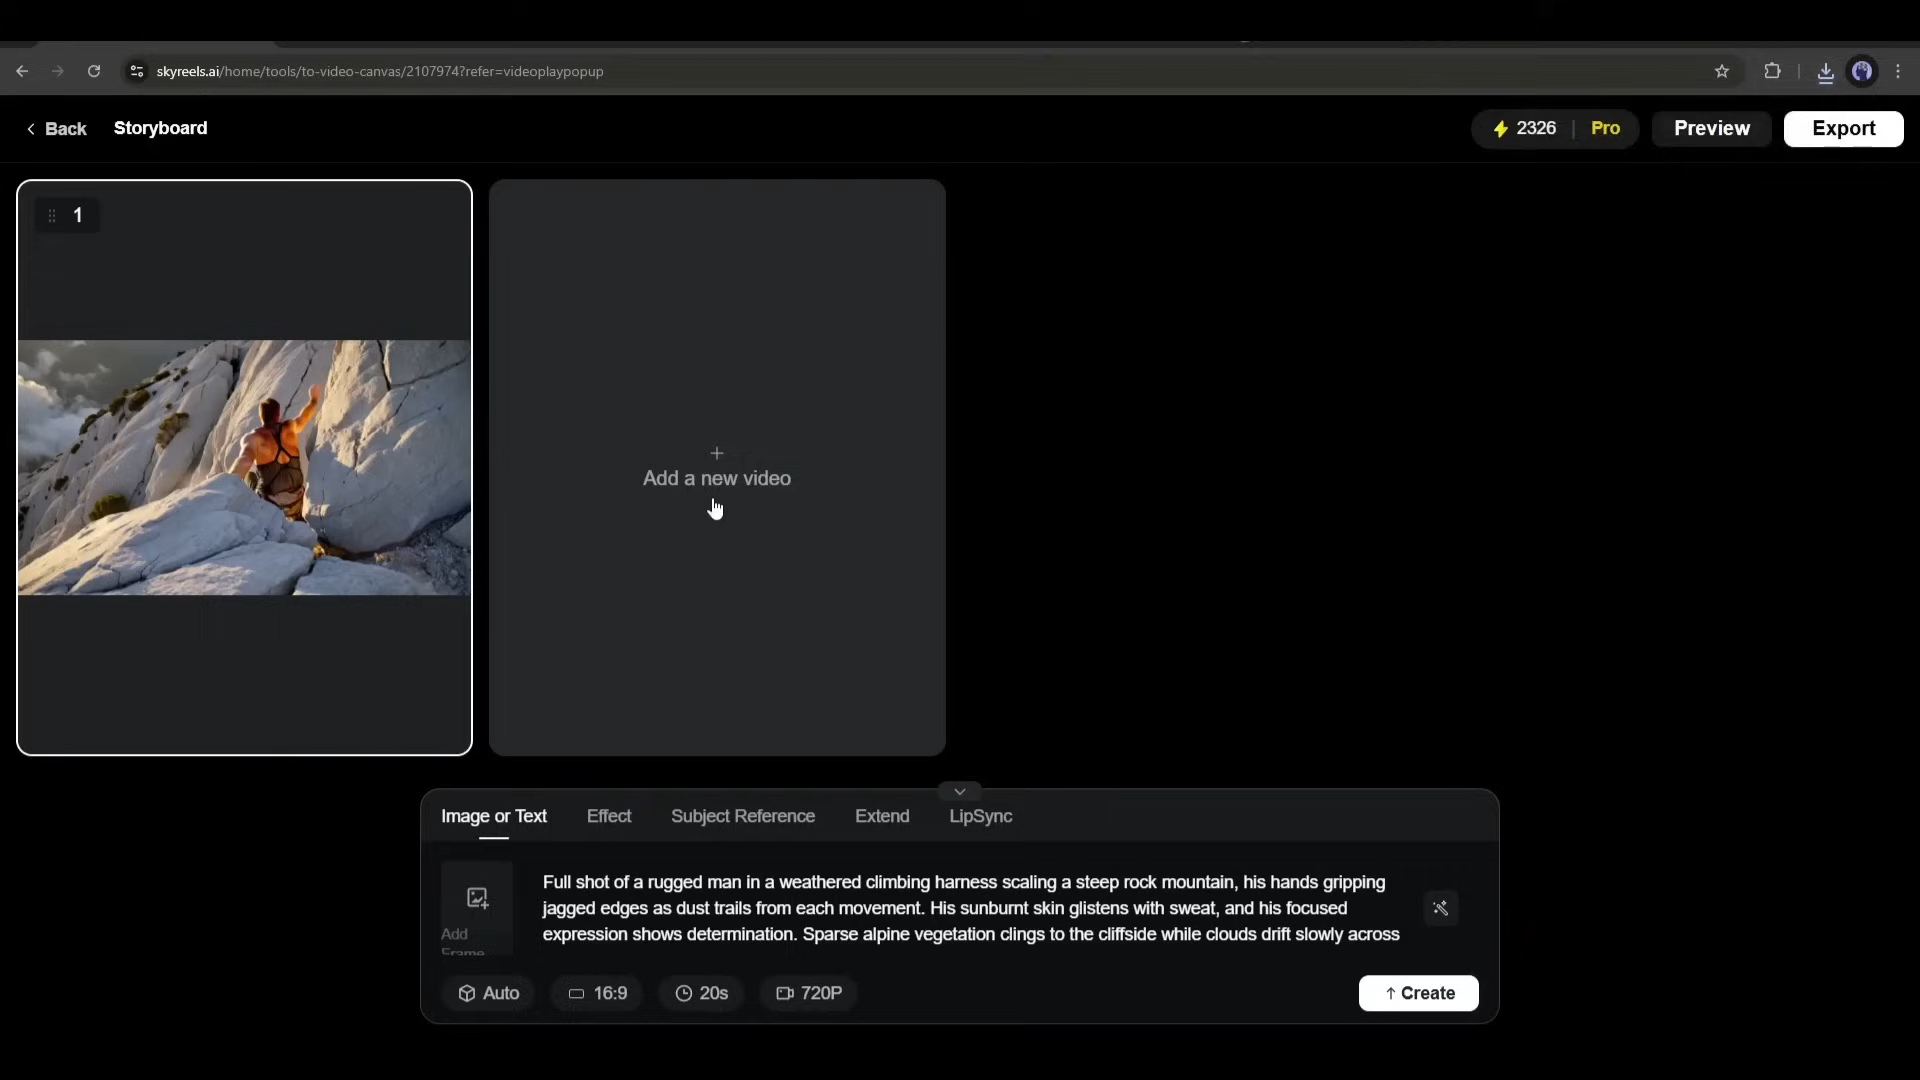 skyreels.ai/home/tools/to-video-canvas/2107974?refer=videoplaypopup
Back Storyboard 2326 Pro Preview Export
1
Add a new video
Image or Text Effect Subject Reference Extend LipSync
Full shot of a rugged man in a weathered climbing harness scaling a steep rock mountain, his hands gripping
jagged edges as dust trails from each movement. His sunburnt skin glistens with sweat, and his focused
expression shows determination. Sparse alpine vegetation clings to the cliffside while clouds drift slowly across
Add
Frame
Auto 16:9 20s 720P Create